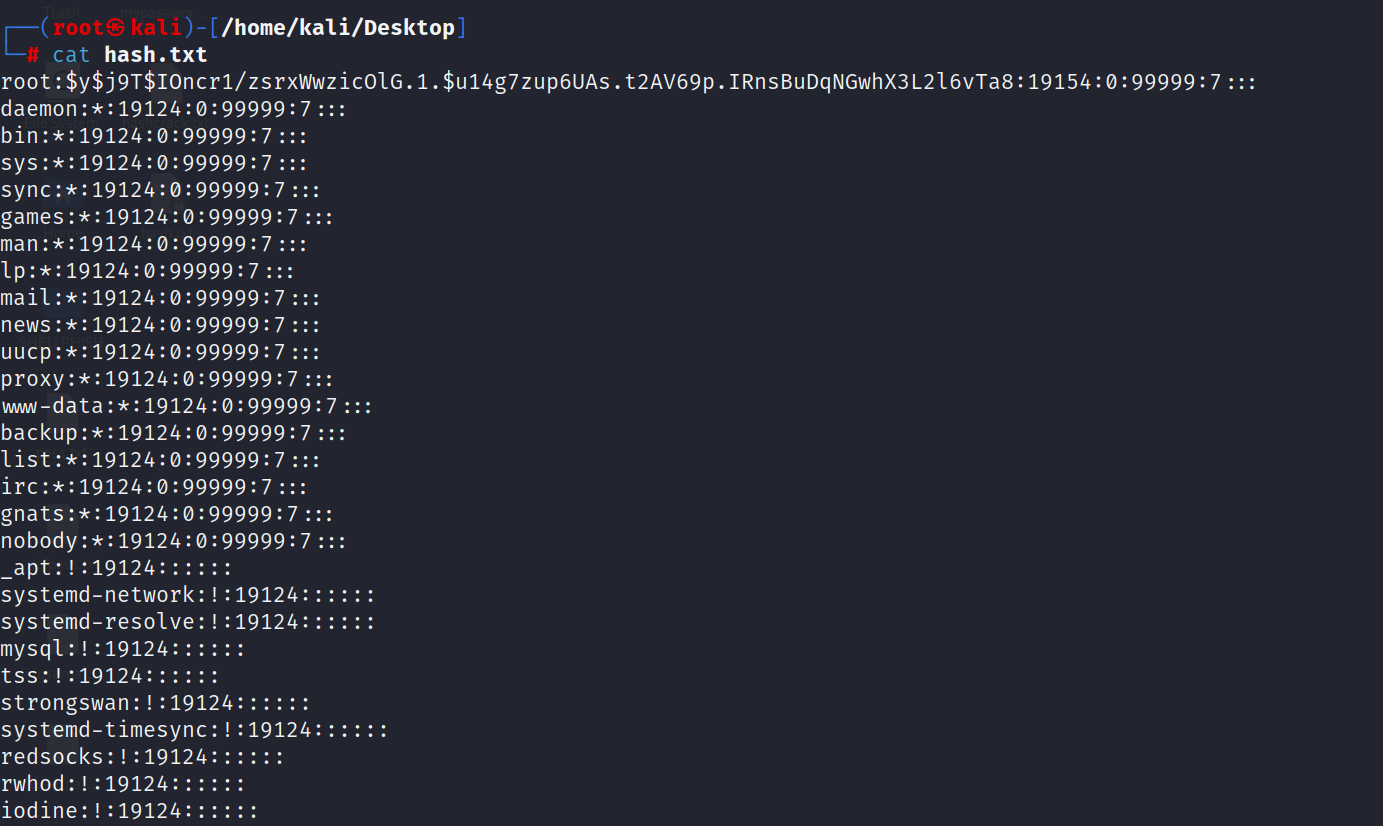 (root㉿kali)-[/home/kali/Desktop]
# cat hash.txt
root:$y$j9T$IOncr1/zsrxWwzicOlG.1.$u14g7zup6UAs.t2AV69p.IRnsBuDqNGwhX3L2l6vTa8:19154:0:99999:7:::
daemon:*:19124:0:99999:7:::
bin:*:19124:0:99999:7:::
sys:*:19124:0:99999:7:::
sync:*:19124:0:99999:7:::
games:*:19124:0:99999:7:::
man:*:19124:0:99999:7:::
lp:*:19124:0:99999:7:::
mail:*:19124:0:99999:7:::
news:*:19124:0:99999:7:::
uucp:*:19124:0:99999:7:::
proxy:*:19124:0:99999:7:::
www-data:*:19124:0:99999:7:::
backup:*:19124:0:99999:7:::
list:*:19124:0:99999:7:::
irc:*:19124:0:99999:7:::
gnats:*:19124:0:99999:7:::
nobody:*:19124:0:99999:7:::
_apt:!:19124::::::
systemd-network:!:19124::::::
systemd-resolve:!:19124::::::
mysql:!:19124::::::
tss:!:19124::::::
strongswan:!:19124::::::
systemd-timesync:!:19124::::::
redsocks:!:19124::::::
rwhod:!:19124::::::
iodine:!:19124::::::